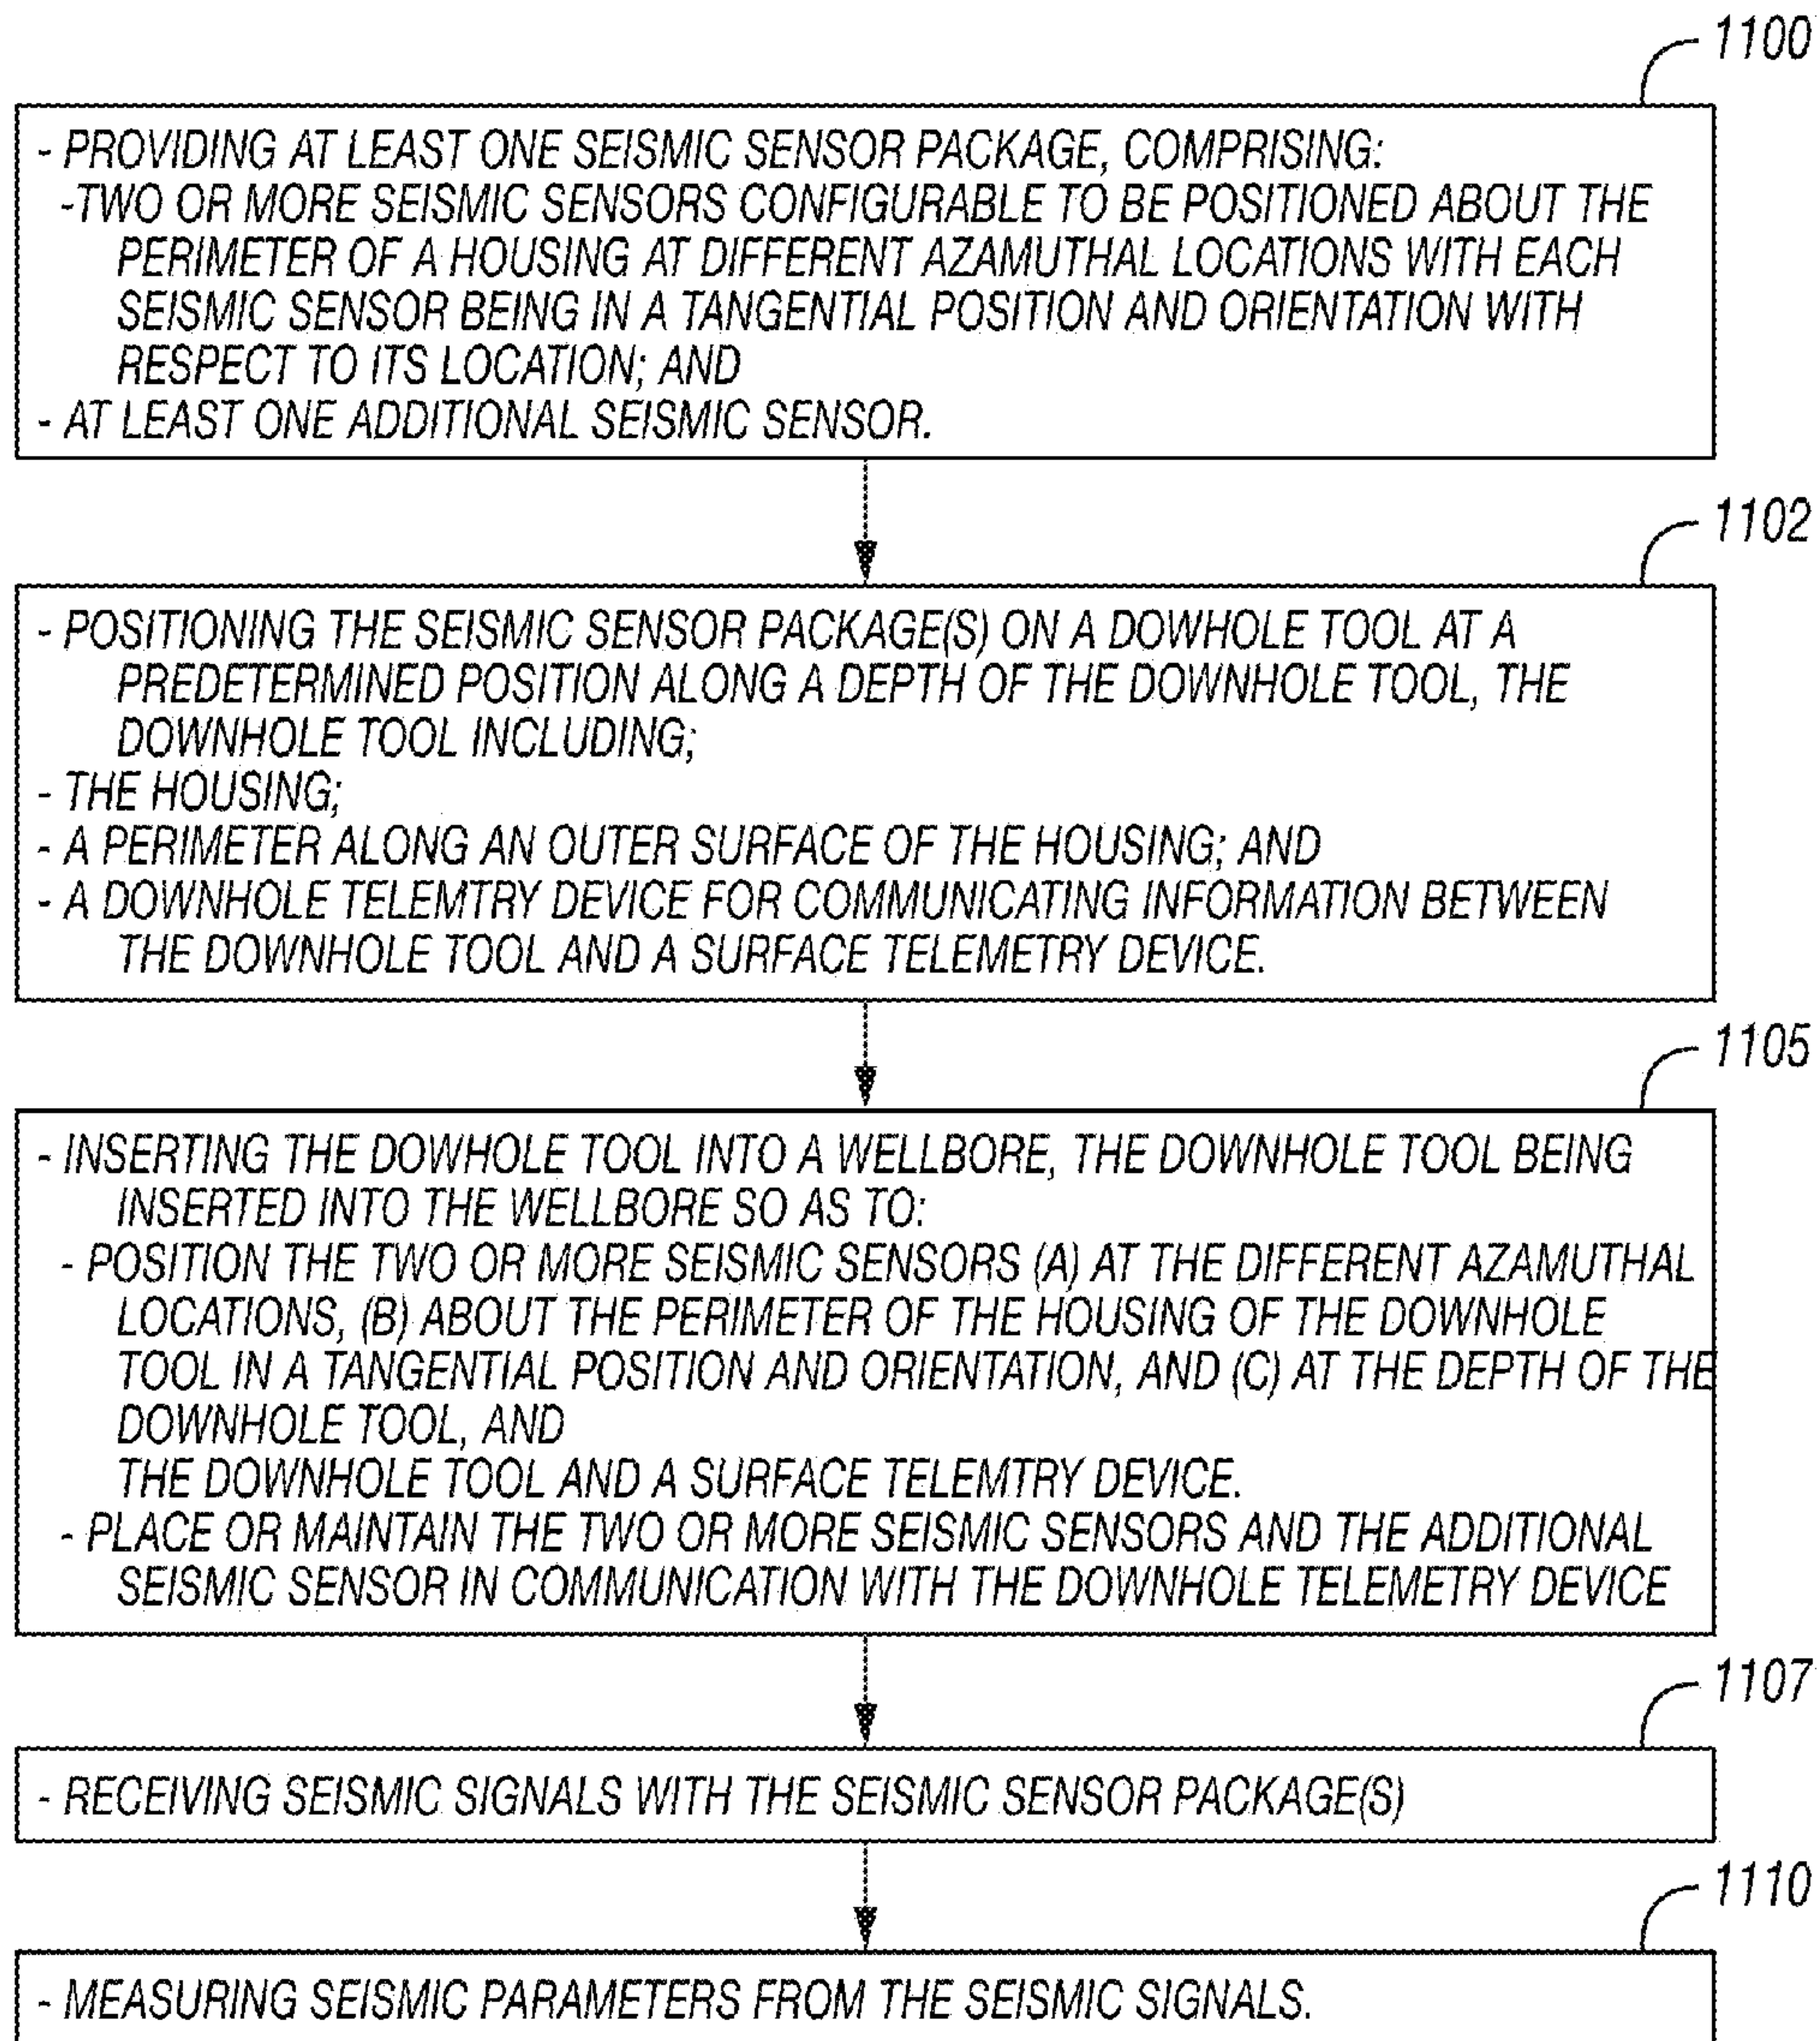 1100
- PROVIDING AT LEAST ONE SEISMIC SENSOR PACKAGE, COMPRISING:
-TWO OR MORE SEISMIC SENSORS CONFIGURABLE TO BE POSITIONED ABOUT THE
PERIMETER OF A HOUSING AT DIFFERENT AZAMUTHAL LOCATIONS WITH EACH
SEISMIC SENSOR BEING IN A TANGENTIAL POSITION AND ORIENTATION WITH
RESPECT TO ITS LOCATION; AND
- AT LEAST ONE ADDITIONAL SEISMIC SENSOR.
1102
- POSITIONING THE SEISMIC SENSOR PACKAGE(S) ON A DOWHOLE TOOL AT A
PREDETERMINED POSITION ALONG A DEPTH OF THE DOWNHOLE TOOL, THE
DOWNHOLE TOOL INCLUDING;
- THE HOUSING;
- A PERIMETER ALONG AN OUTER SURFACE OF THE HOUSING; AND
- A DOWNHOLE TELEMTRY DEVICE FOR COMMUNICATING INFORMATION BETWEEN
THE DOWNHOLE TOOL AND A SURFACE TELEMETRY DEVICE.
1105
- INSERTING THE DOWHOLE TOOL INTO A WELLBORE, THE DOWNHOLE TOOL BEING
INSERTED INTO THE WELLBORE SO AS TO:
- POSITION THE TWO OR MORE SEISMIC SENSORS (A) AT THE DIFFERENT AZAMUTHAL
LOCATIONS, (B) ABOUT THE PERIMETER OF THE HOUSING OF THE DOWNHOLE
TOOL IN A TANGENTIAL POSITION AND ORIENTATION, AND (C) AT THE DEPTH OF THE
DOWNHOLE TOOL, AND
THE DOWNHOLE TOOL AND A SURFACE TELEMTRY DEVICE.
- PLACE OR MAINTAIN THE TWO OR MORE SEISMIC SENSORS AND THE ADDITIONAL
SEISMIC SENSOR IN COMMUNICATION WITH THE DOWNHOLE TELEMETRY DEVICE
1107
- RECEIVING SEISMIC SIGNALS WITH THE SEISMIC SENSOR PACKAGE(S)
1110
- MEASURING SEISMIC PARAMETERS FROM THE SEISMIC SIGNALS.